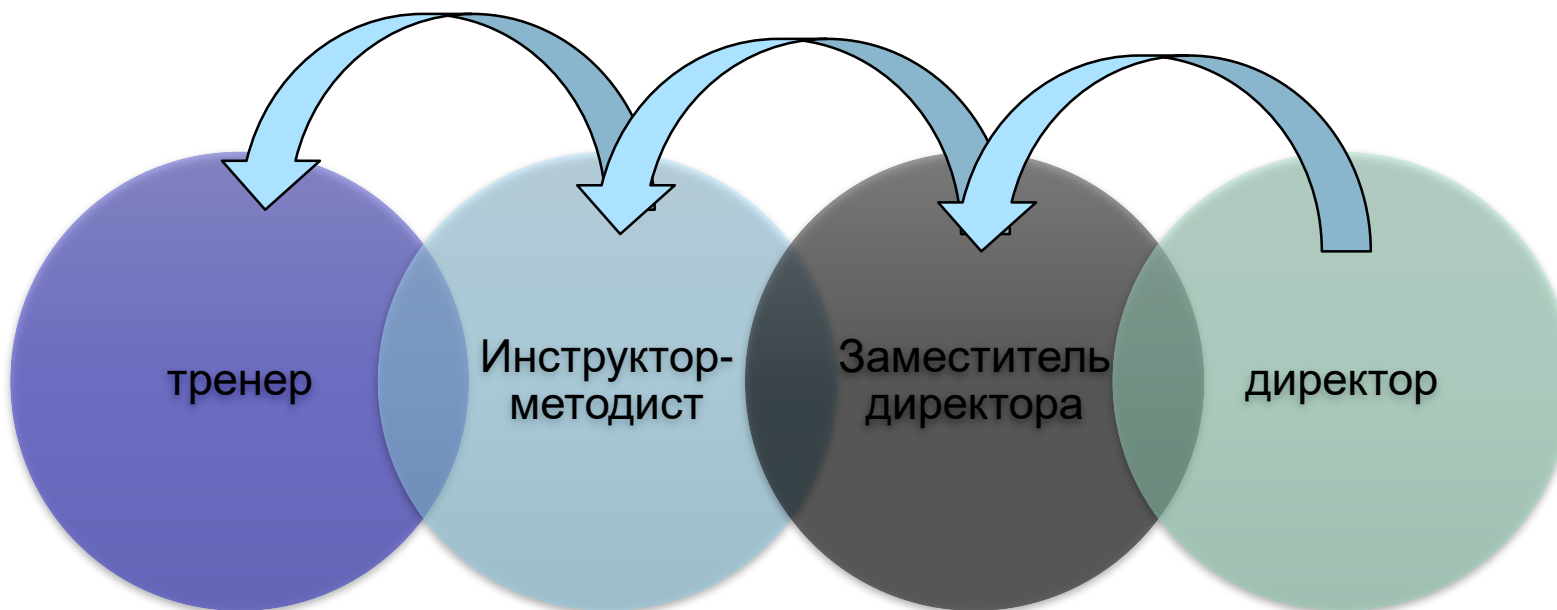 тренер
Инструктор-
методист
Заместитель
директора
директор